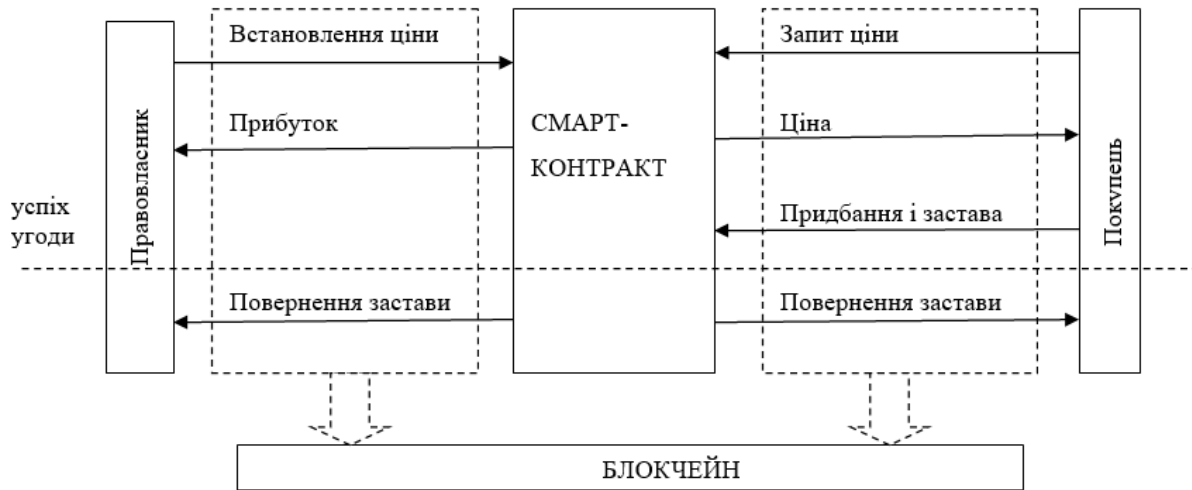 Встановлення ціни
Запит ціни
Прибуток
СМАРТ-
КОНТРАКТ
Ціна
Правовласник
Покупець
успіх
угоди
Придбання і застава
Повернення застави
Повернення застави
БЛОКЧЕЙН